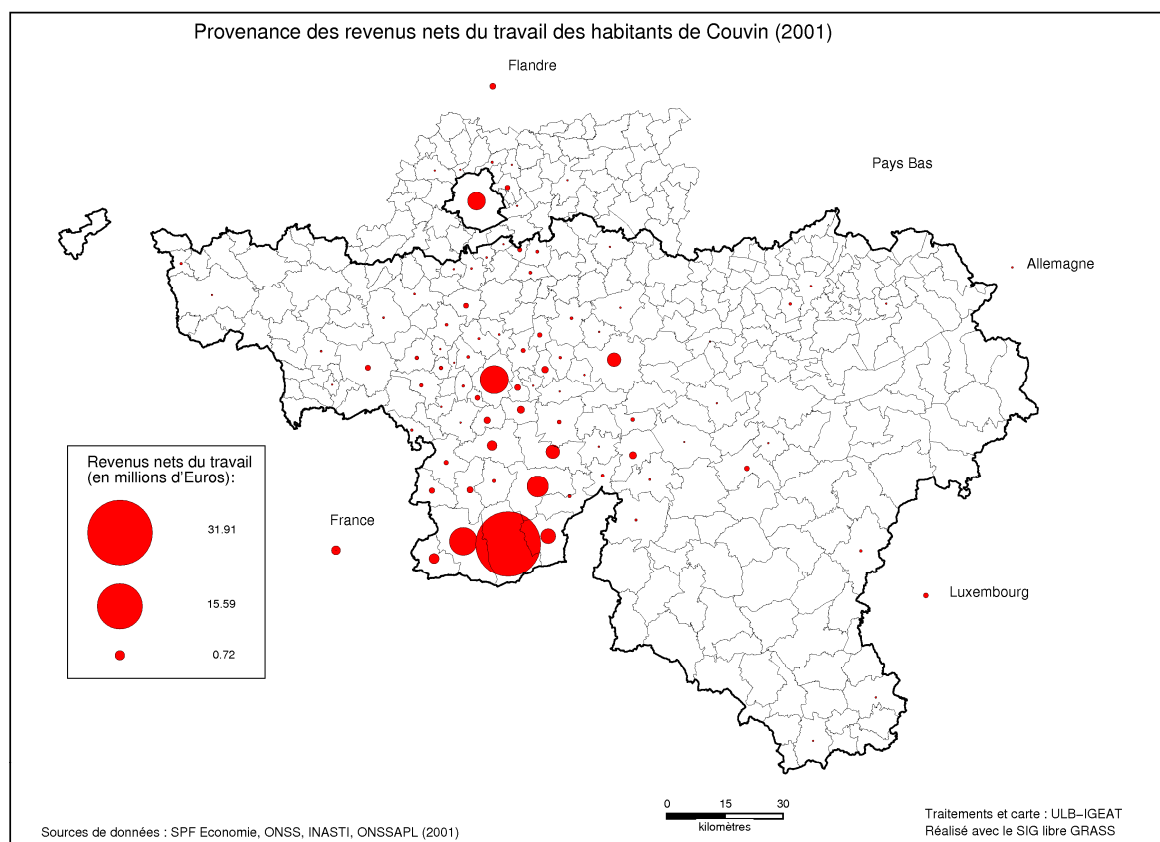 Provenance des revenus nets du travail des habitants de Couvin (2001)
Flandre
Pays Bas
Allemagne
Revenus nets du travail
(en millions d'Euros):
31.91
15.59
0.72
France
Luxembourg
0 15 30
kilomètres
Sources de données : SPF Economie, ONSS, INASTI, ONSSAPL (2001)
Traitements et carte : ULB-IGEAT
Réalisé avec le SIG libre GRASS